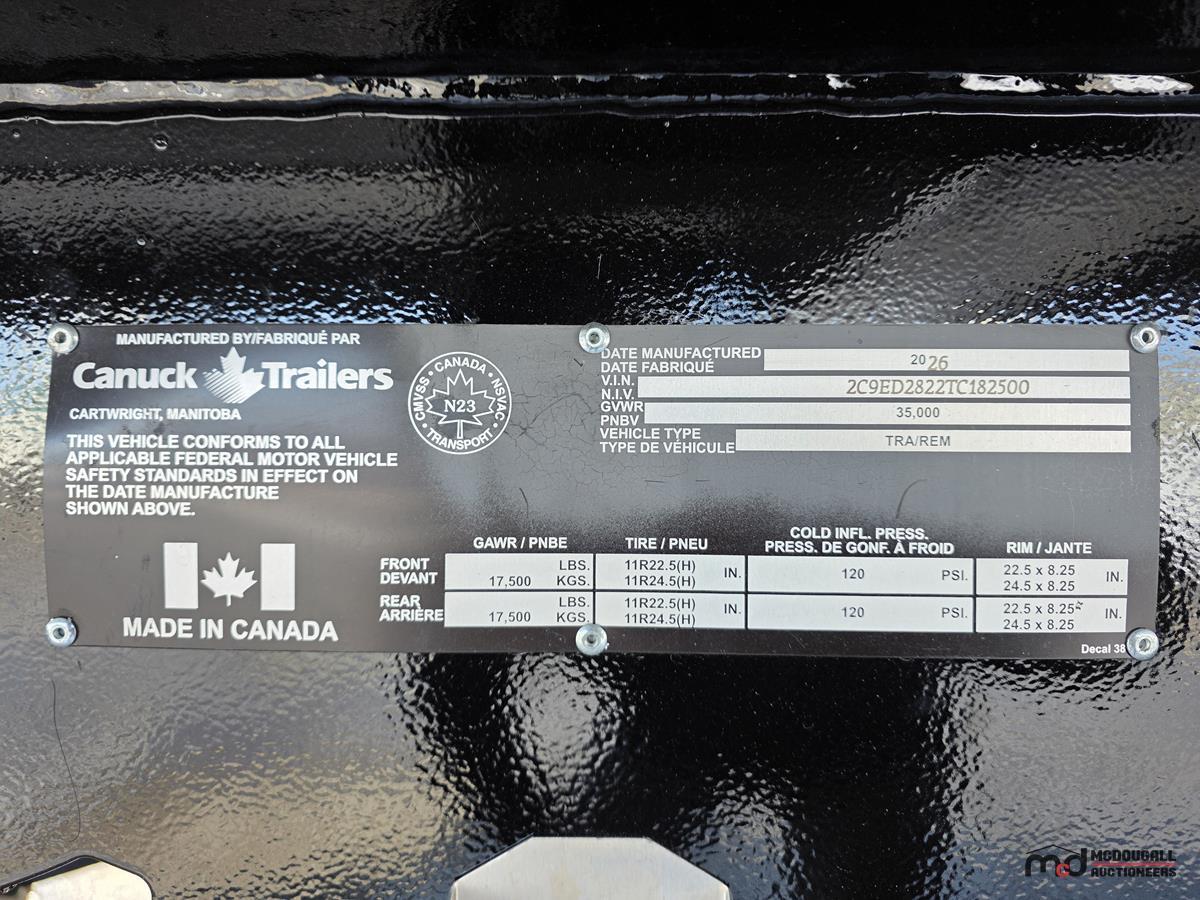 MANUFACTURED BY/FABRIQUÉ PAR
Canuck Trailers
CARTWRIGHT, MANITOBA
THIS VEHICLE CONFORMS TO ALL
APPLICABLE FEDERAL MOTOR VEHICLE
SAFETY STANDARDS IN EFFECT ON
THE DATE MANUFACTURE
SHOWN ABOVE.
MADE IN CANADA
CMVSS • CANADA • NSVAC • TRANSPORT •
N23
DATE MANUFACTURED
DATE FABRIQUÉ
2026
V.I.N.
N.I.V.
2C9ED2822TC182500
GVWR
PNBV
35,000
VEHICLE TYPE
TYPE DE VÉHICULE
TRA/REM
GAWR / PNBE
TIRE / PNEU
COLD INFL. PRESS.
PRESS. DE GONF. À FROID
RIM / JANTE
FRONT
DEVANT
LBS.
17,500 KGS.
11R22.5(H)
11R24.5(H)
IN.
120 PSI.
22.5 x 8.25
24.5 x 8.25
IN.
REAR
ARRIÈRE
LBS.
17,500 KGS.
11R22.5(H)
11R24.5(H)
IN.
120 PSI.
22.5 x 8.25
24.5 x 8.25
IN.
Decal 38
mcd MCDOUGALL
AUCTIONEERS